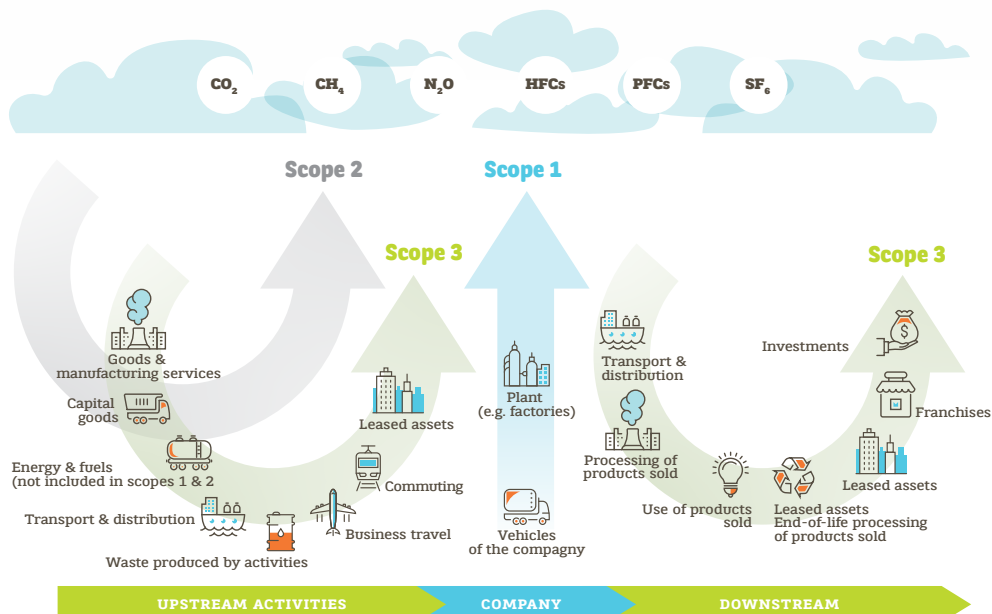 CO₂
CH₄
N₂O
HFCs
PFCs
SF₆
Scope 2
Scope 1
Scope 3
Scope 3
Goods &
manufacturing services
Capital
goods
Energy & fuels
(not included in scopes 1 & 2
Transport & distribution
Waste produced by activities
Business travel
Commuting
Leased assets
Plant
(e.g. factories)
Vehicles
of the compagny
Transport &
distribution
Processing of
products sold
Use of products
sold
Leased assets
End-of-life processing
of products sold
Leased assets
Franchises
Investments
$
UPSTREAM ACTIVITIES
COMPANY
DOWNSTREAM